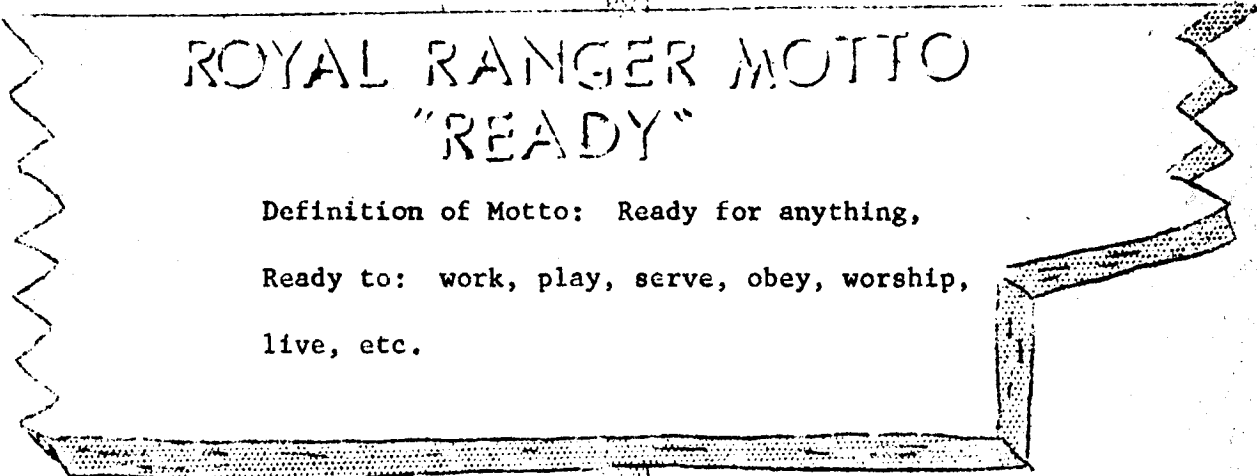 ROYAL RANGER MOTTO
"READY"
Definition of Motto: Ready for anything,
Ready to: work, play, serve, obey, worship,
live, etc.